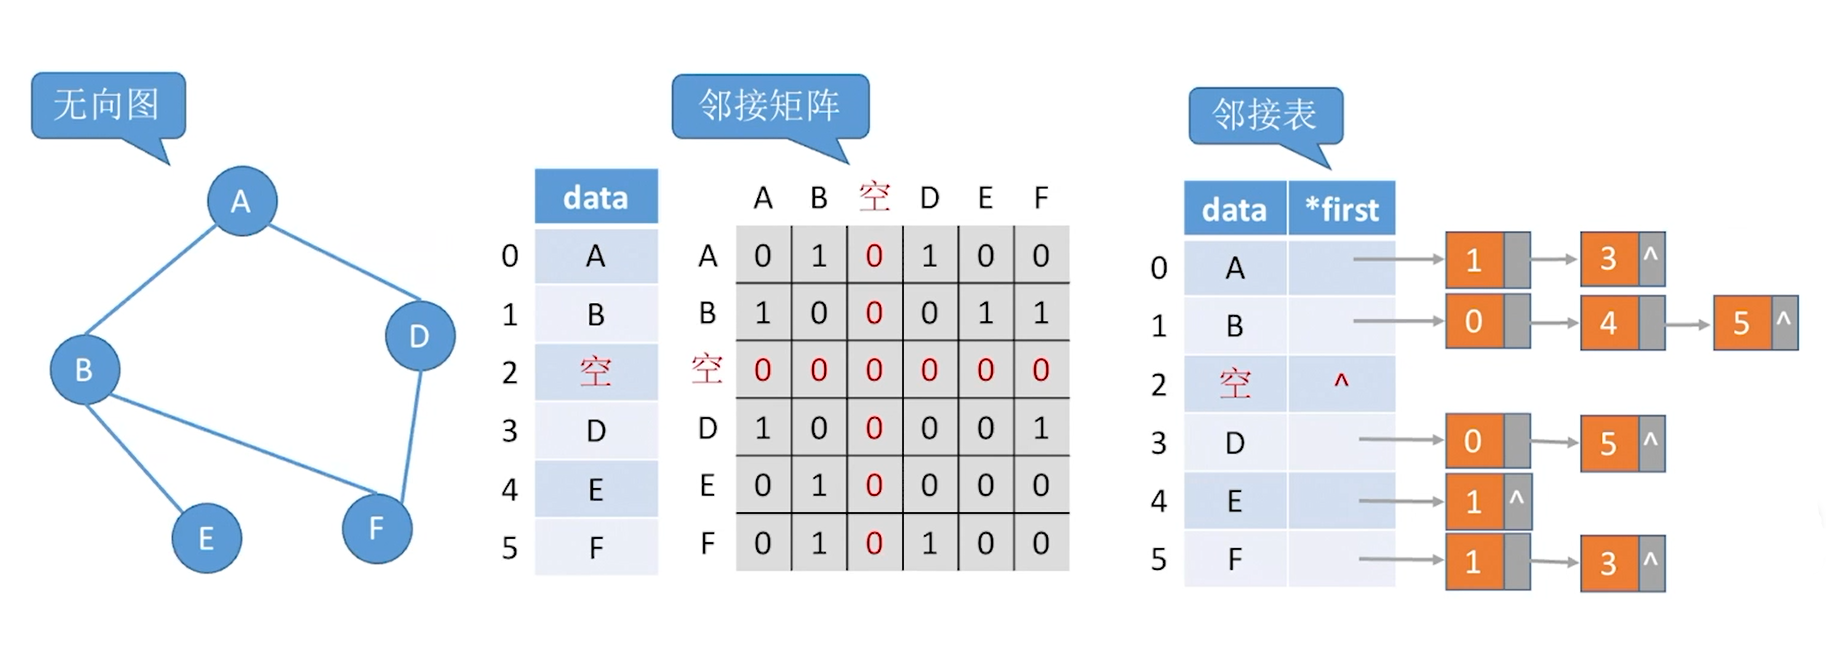 无向图
A
B
D
E
F
邻接矩阵
data
0 A
1 B
2 空
3 D
4 E
5 F
A B 空 D E F
A 0 1 0 1 0 0
B 1 0 0 0 1 1
空 0 0 0 0 0 0
D 1 0 0 0 0 1
E 0 1 0 0 0 0
F 0 1 0 1 0 0
邻接表
data *first
0 A 1 3 ^
1 B 0 4 5 ^
2 空 ^
3 D 0 5 ^
4 E 1 ^
5 F 1 3 ^